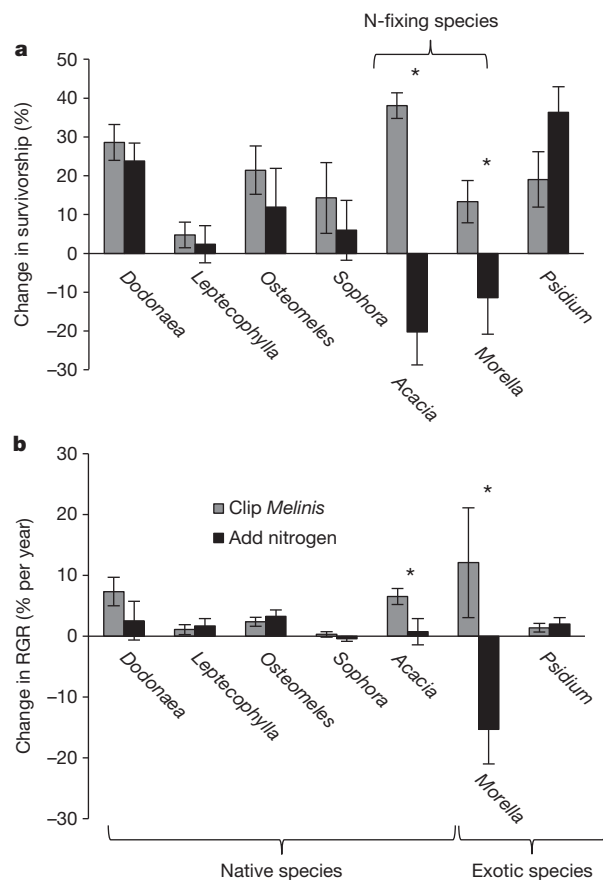 N-fixing species
a
Change in survivorship (%)
50
40
30
20
10
0
−10
−20
−30
*
*
Dodonaea
Leptecophylla
Osteomeles
Sophora
Acacia
Morella
Psidium
b
Change in RGR (% per year)
30
20
10
0
−10
−20
−30
Clip Melinis
Add nitrogen
*
*
Dodonaea
Leptecophylla
Osteomeles
Sophora
Acacia
Morella
Psidium
Native species
Exotic species